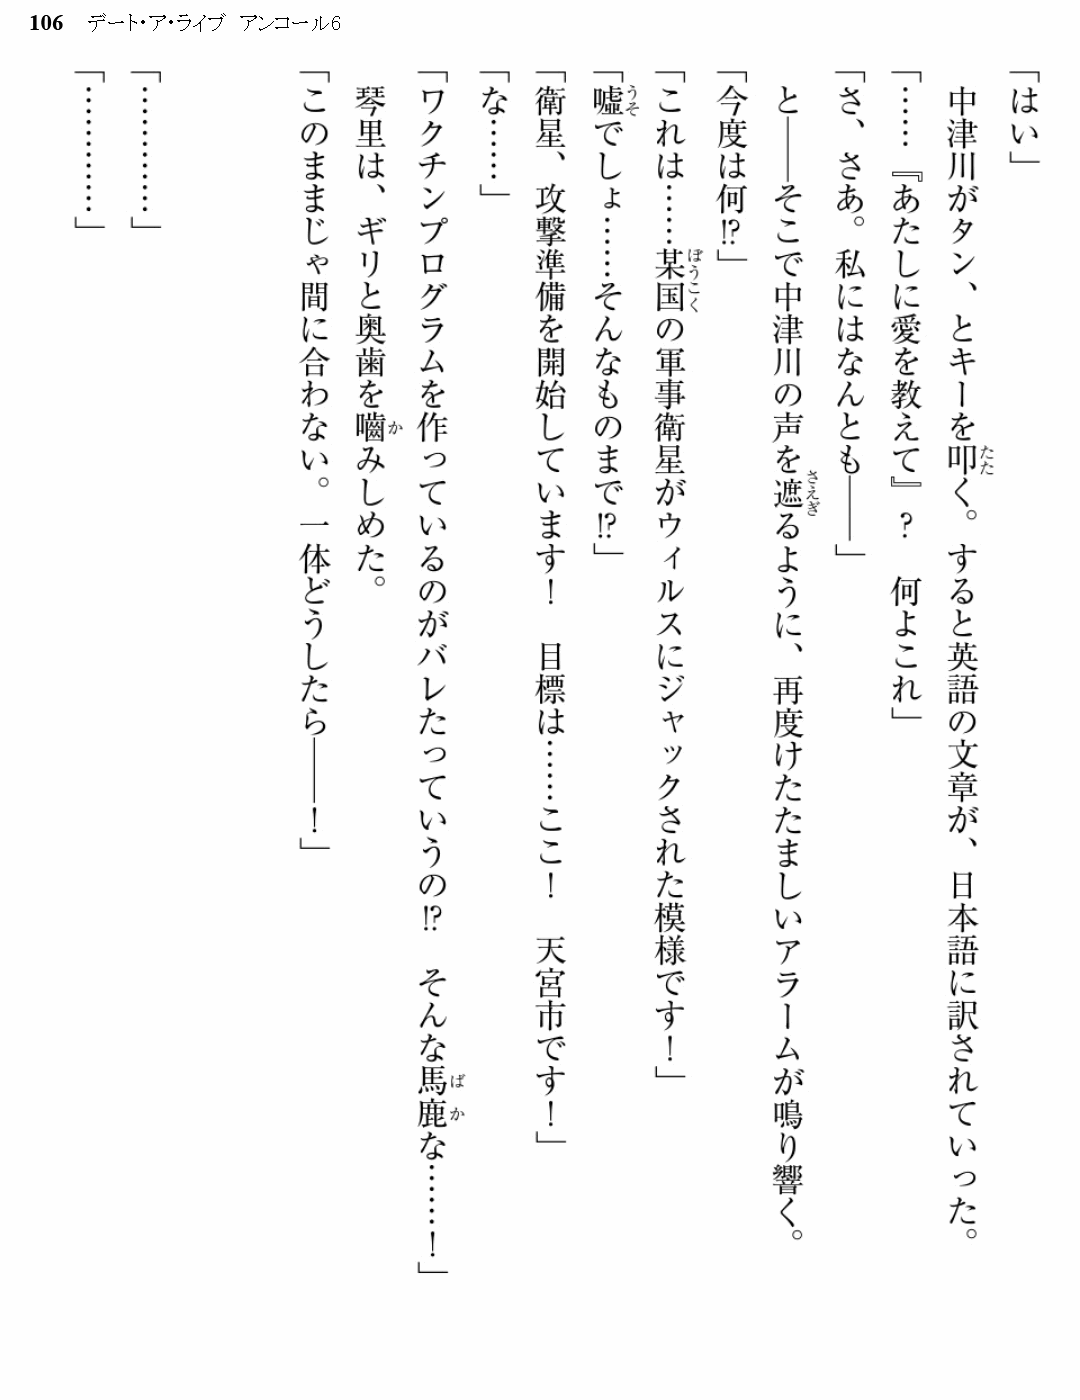 106 デート・ア・ライブ アンコール6
「はい」
中津川がタン、とキーを叩く。すると英語の文章が、日本語に訳されていった。
「……『あたしに愛を教えて』? 何よこれ」
「さ、さあ。私にはなんとも――」
と――そこで中津川の声を遮るように、再度けたたましいアラームが鳴り響く。
「今度は何!?」
「これは……某国の軍事衛星がウィルスにジャックされた模様です!」
「嘘でしょ……そんなものまで!?」
「衛星、攻撃準備を開始しています! 目標は……ここ! 天宮市です!」
「な……」
「ワクチンプログラムを作っているのがバレたっていうの!? そんな馬鹿な……!」
琴里は、ギリと奥歯を嚙みしめた。
「このままじゃ間に合わない。一体どうしたら――!」
「…………」
「…………」